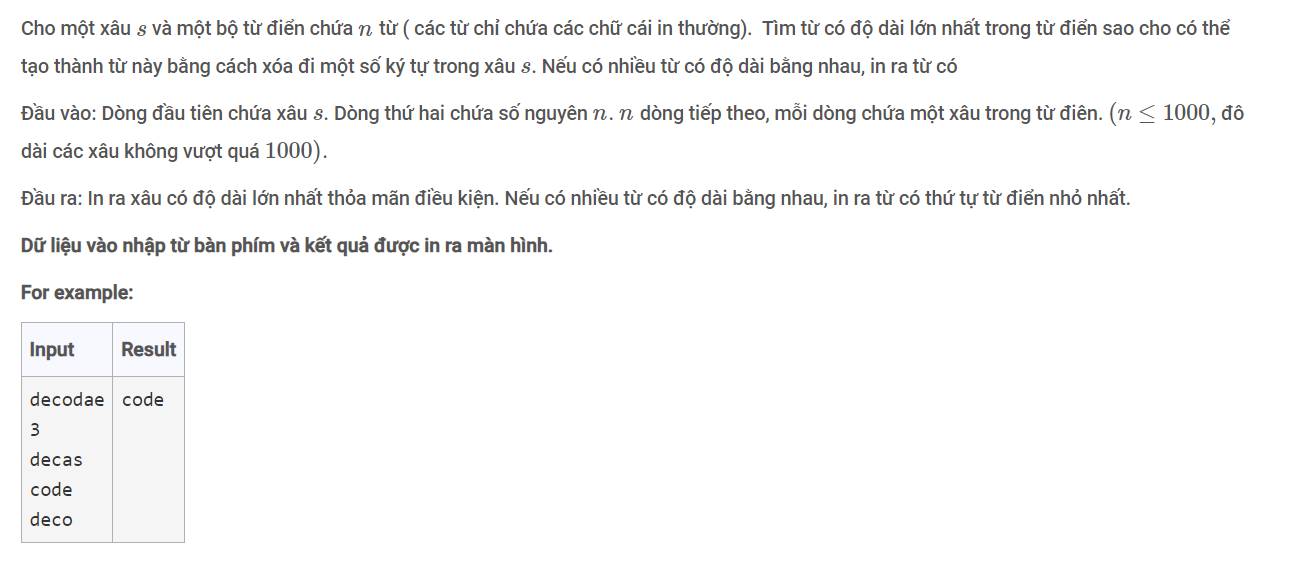 Cho một xâu s và một bộ từ điển chứa n từ ( các từ chỉ chứa các chữ cái in thường). Tìm từ có độ dài lớn nhất trong từ điển sao cho có thể
tạo thành từ này bằng cách xóa đi một số ký tự trong xâu s. Nếu có nhiều từ có độ dài bằng nhau, in ra từ có
Đầu vào: Dòng đầu tiên chứa xâu s. Dòng thứ hai chứa số nguyên n. n dòng tiếp theo, mỗi dòng chứa một xâu trong từ điên. (n ≤ 1000, đô
dài các xâu không vượt quá 1000).
Đầu ra: In ra xâu có độ dài lớn nhất thỏa mãn điều kiện. Nếu có nhiều từ có độ dài bằng nhau, in ra từ có thứ tự từ điển nhỏ nhất.
Dữ liệu vào nhập từ bàn phím và kết quả được in ra màn hình.
For example:
Input Result
decodae code
3
decas
code
deco